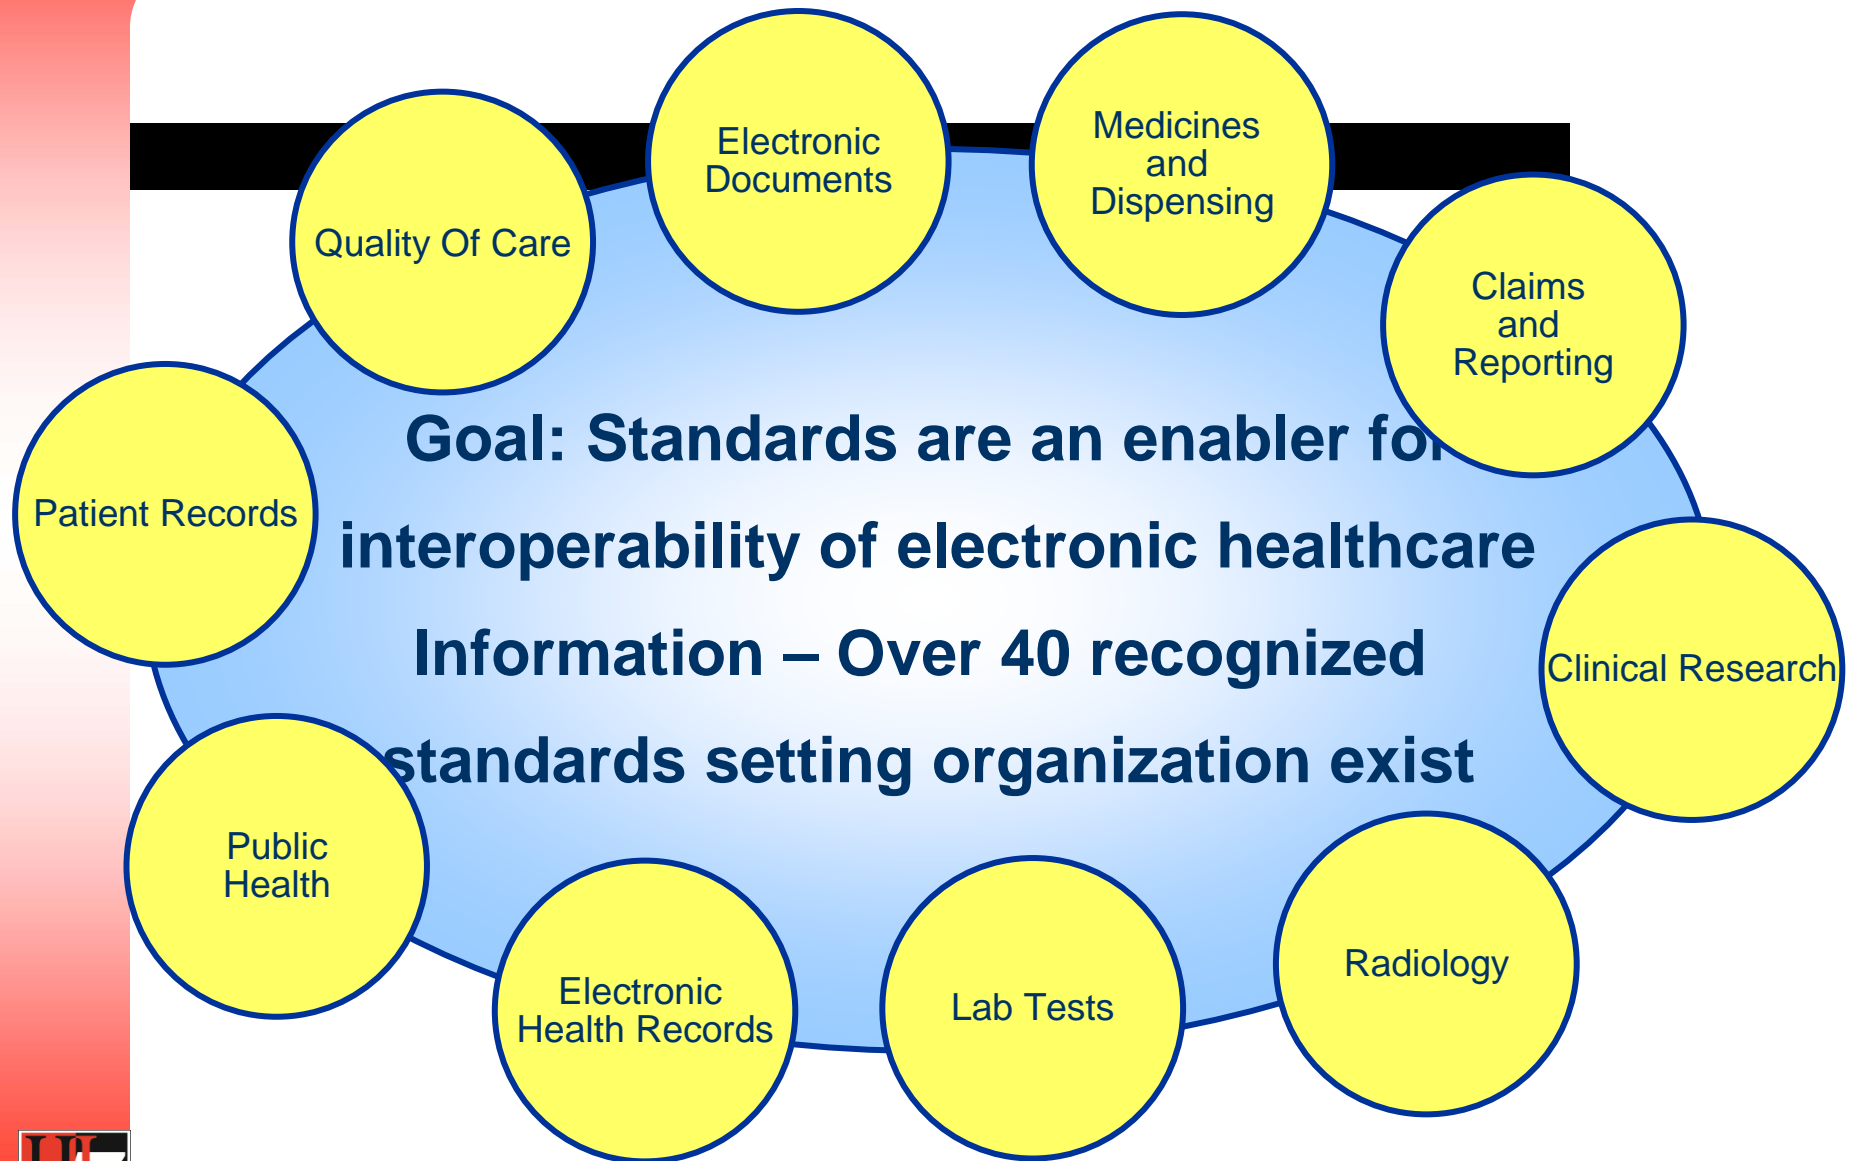 Electronic
Documents
Medicines
and
Dispensing
Quality Of Care
Claims
and
Reporting
Patient Records
Goal: Standards are an enabler for
interoperability of electronic healthcare
Information – Over 40 recognized
standards setting organization exist
Clinical Research
Public
Health
Electronic
Health Records
Lab Tests
Radiology